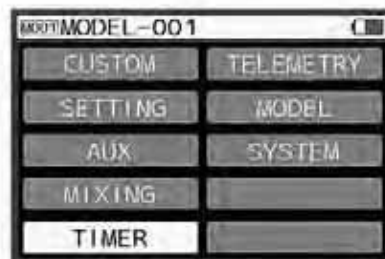 MODEL-001
CUSTOM TELEMETRY
SETTING MODEL
AUX SYSTEM
MIXING
TIMER